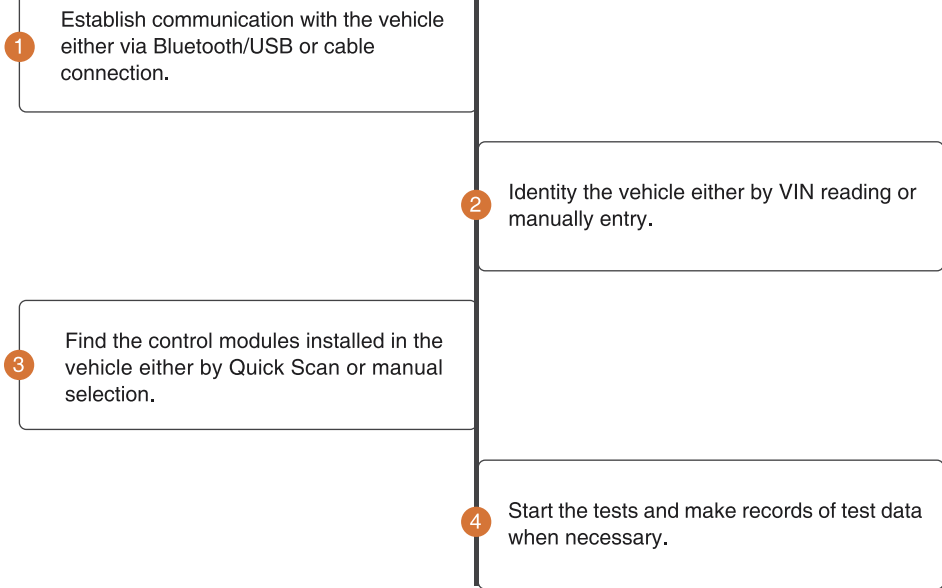 Establish communication with the vehicle
1
either via Bluetooth/USB or cable
connection.
2
Identity the vehicle either by VIN reading or
manually entry.
3
Find the control modules installed in the
vehicle either by Quick Scan or manual
selection.
4
Start the tests and make records of test data
when necessary.